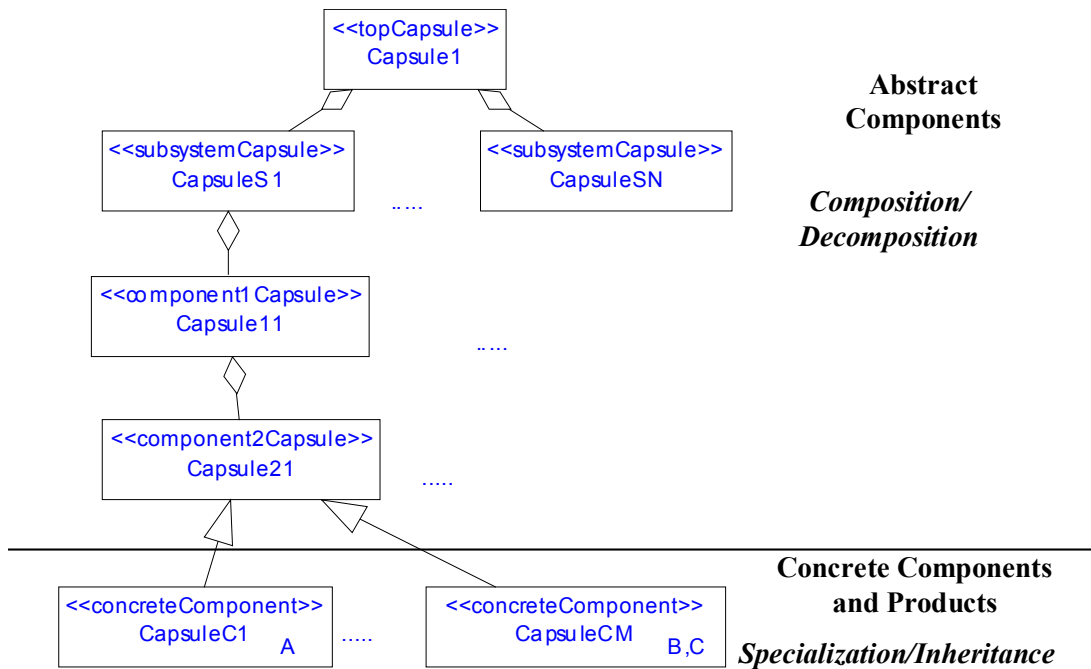 <<topCapsule>>
Capsule1
Abstract
Components
<<subsystemCapsule>>
CapsuleS1
<<subsystemCapsule>>
CapsuleSN
.....
Composition/
Decomposition
<<component1Capsule>>
Capsule11
.....
<<component2Capsule>>
Capsule21
.....
Concrete Components
and Products
<<concreteComponent>>
CapsuleC1
A
.....
<<concreteComponent>>
CapsuleCM
B,C
Specialization/Inheritance